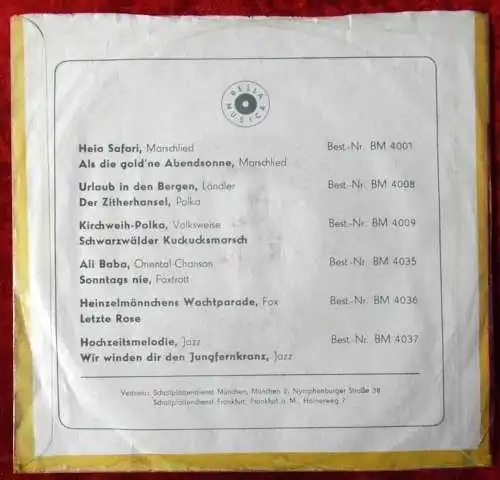 BELLA MUSICA
Heia Safari, Marschlied Best.-Nr. BM 4001
Als die gold'ne Abendsonne, Marschlied
Urlaub in den Bergen, Ländler Best.-Nr. BM 4008
Der Zitherhansel, Polka
Kirchweih-Polka, Volksweise Best.-Nr. BM 4009
Schwarzwälder Kuckucksmarsch
Ali Baba, Oriental-Chanson Best.-Nr. BM 4035
Sonntags nie, Foxtrott
Heinzelmännchens Wachtparade, Fox Best.-Nr. BM 4036
Letzte Rose
Hochzeitsmelodie, Jazz Best.-Nr. BM 4037
Wir winden dir den Jungfernkranz, Jazz
Vertrieb: Schallplattendienst München, München 2, Nymphenburger Straße 38
Schallplattendienst Frankfurt, Frankfurt a. M., Hainerweg 7